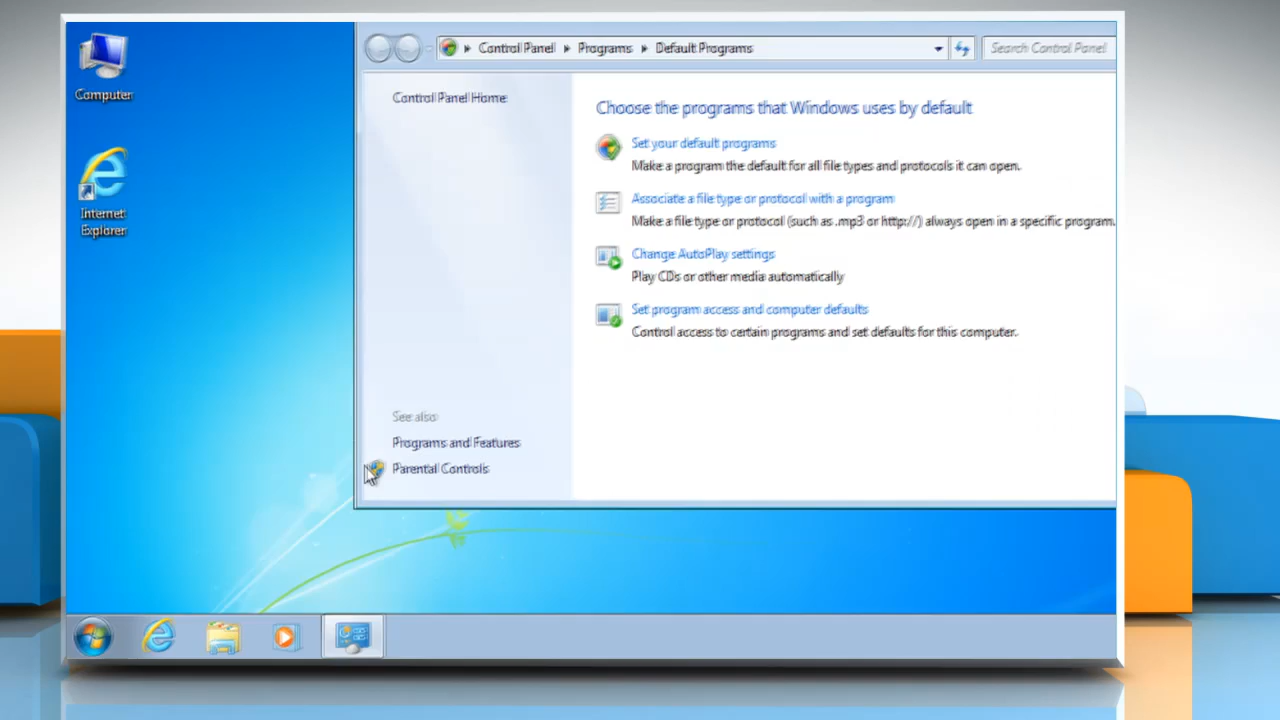 Computer
Internet
Explorer
Control Panel Programs Default Programs
Search Control Panel
Control Panel Home
Choose the programs that Windows uses by default
Set your default programs
Make a program the default for all file types and protocols it can open.
Associate a file type or protocol with a program
Make a file type or protocol (such as .mp3 or http://) always open in a specific program.
Change AutoPlay settings
Play CDs or other media automatically
Set program access and computer defaults
Control access to certain programs and set defaults for this computer.
See also
Programs and Features
Parental Controls